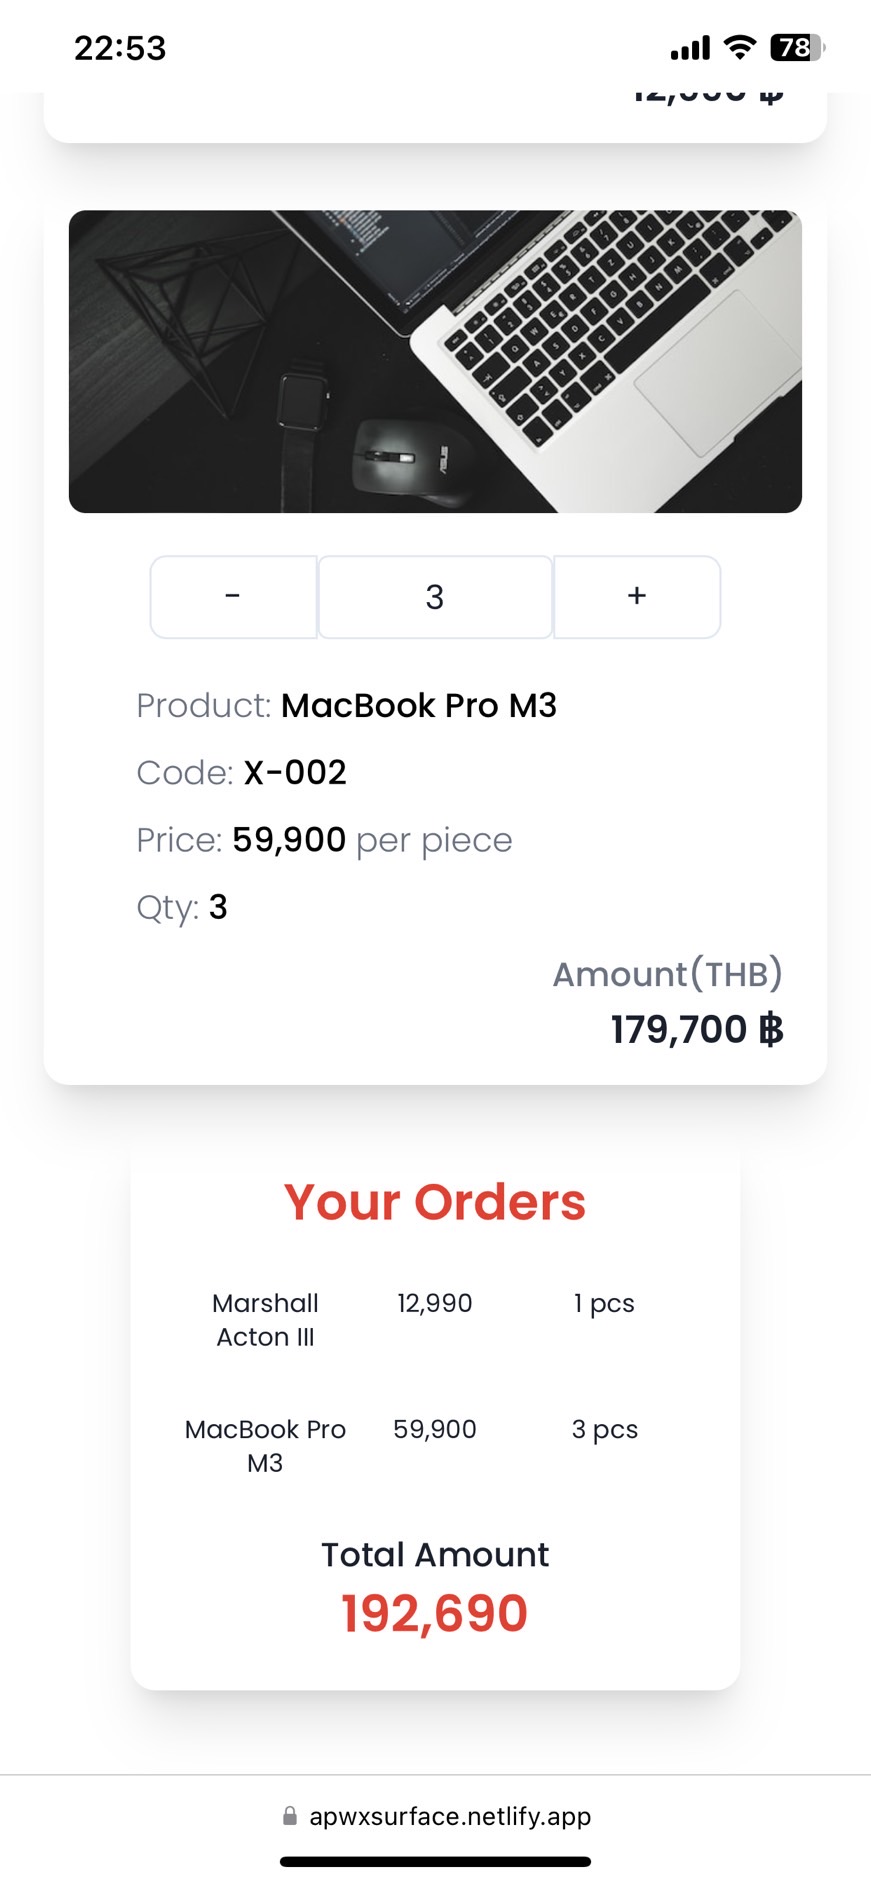 22:53
78
-
3
+
Product: MacBook Pro M3
Code: X-002
Price: 59,900 per piece
Qty: 3
Amount(THB)
179,700 ฿
Your Orders
Marshall Acton III 12,990 1 pcs
MacBook Pro M3 59,900 3 pcs
Total Amount
192,690
apwxsurface.netlify.app